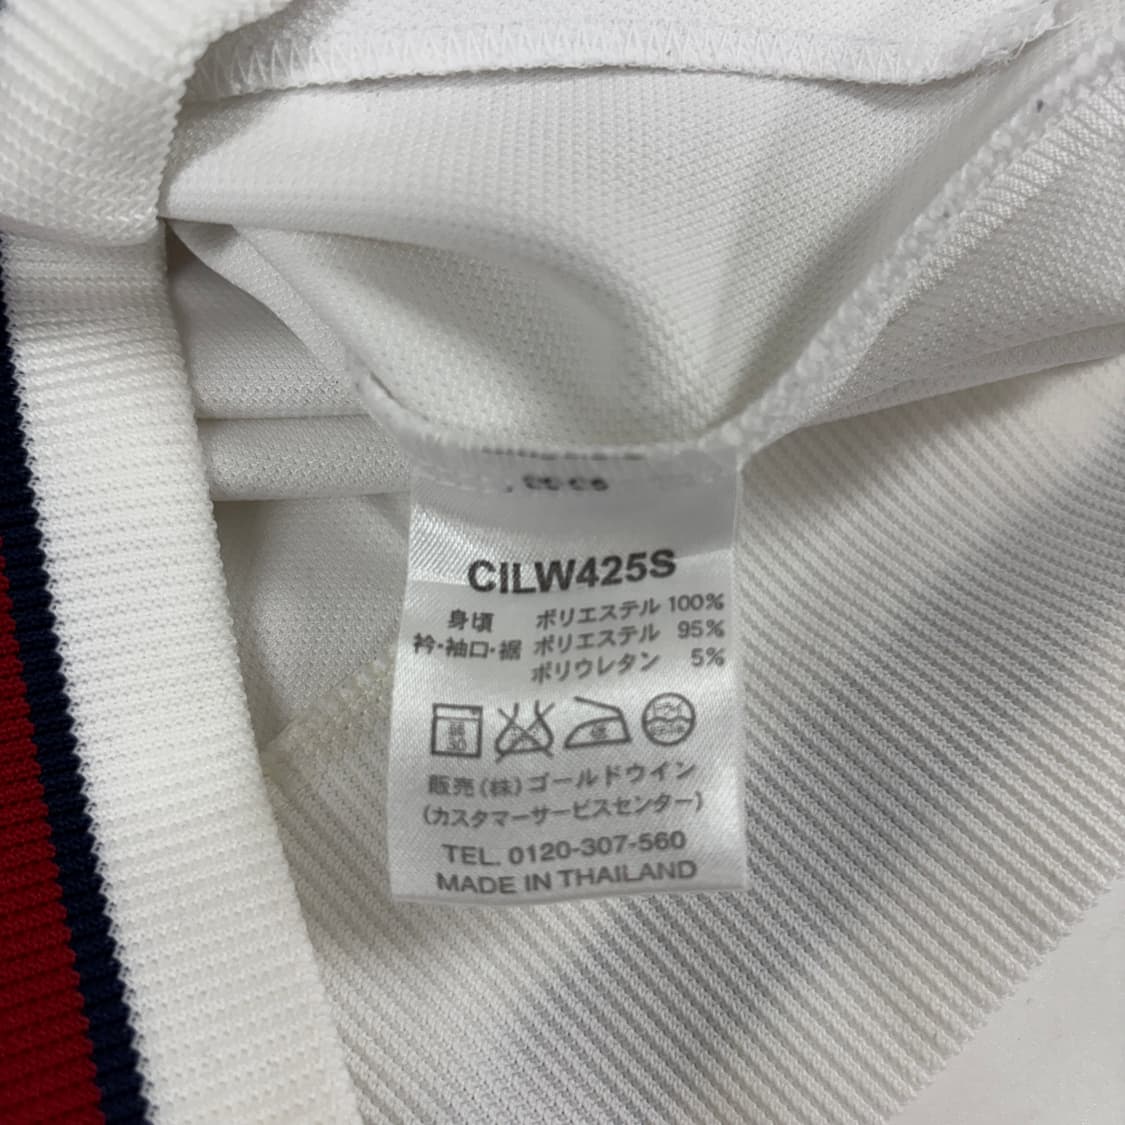 CILW425S
身頃 ポリエステル 100%
衿・袖口・裾 ポリエステル 95%
ポリウレタン 5%
販売(株)ゴールドウイン
(カスタマーサービスセンター)
TEL. 0120-307-560
MADE IN THAILAND